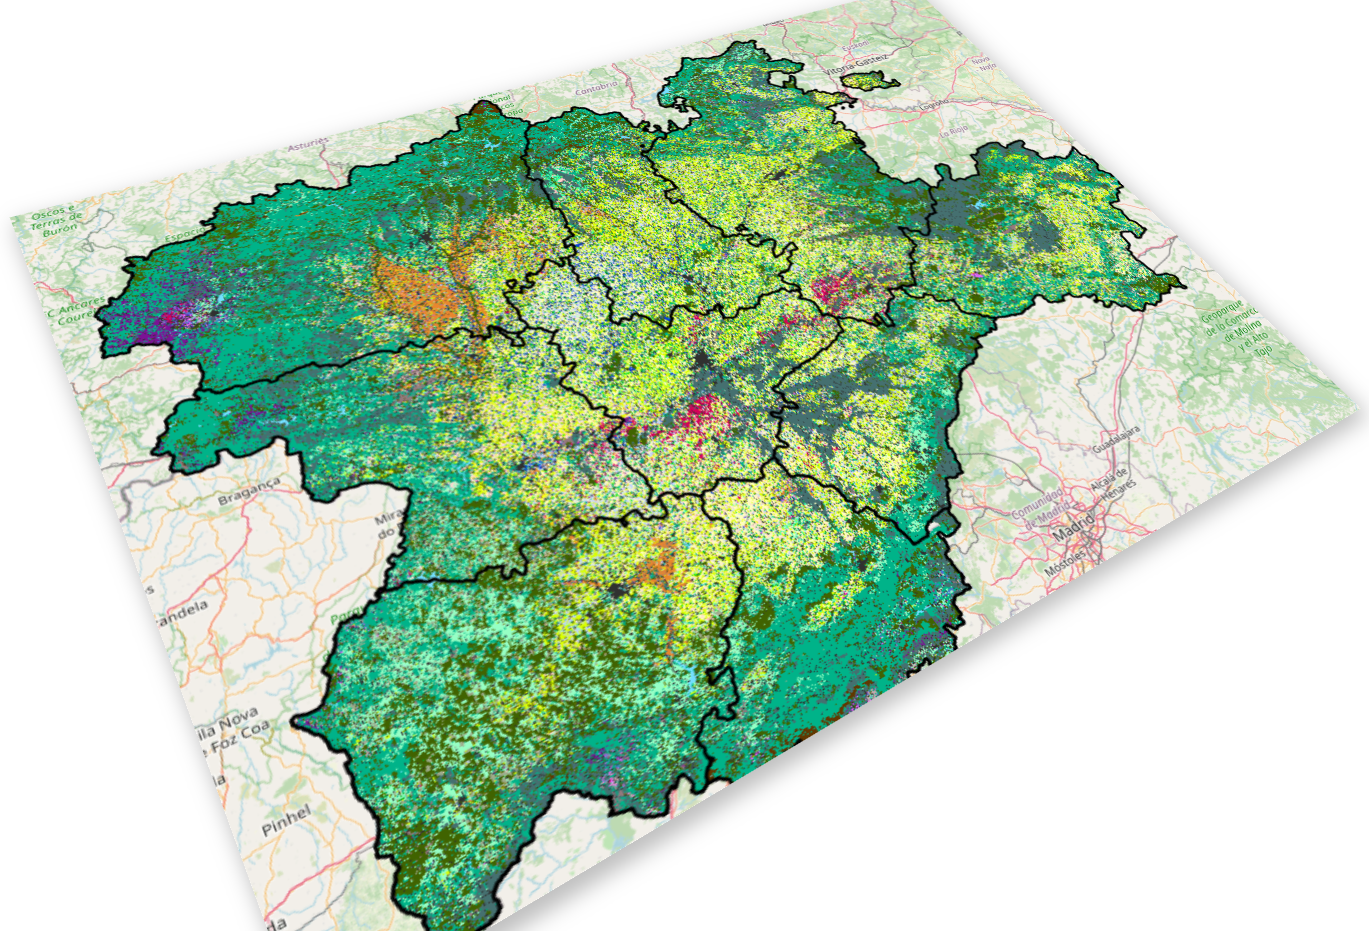 Cantabria
Euskadi
Vitoria-Gasteiz
Logroño
La Rioja
Asturies
Oscos e
Terras de
Burón
Geoparque
de la Comarca
de Molina
y el Alto
Tajo
Guadalajara
Alcalá de
Henares
Comunidad
de Madrid
Madrid
Móstoles
Bragança
Mira
do
andela
ila Nova
e Foz Coa
Pinhel
da